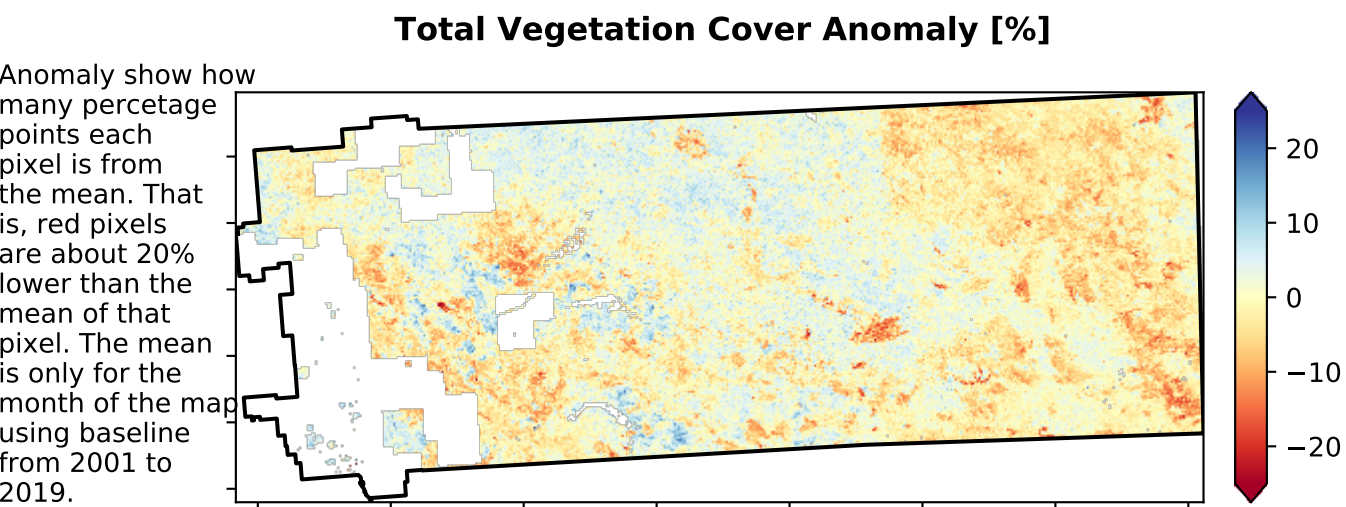 Total Vegetation Cover Anomaly [%]
Anomaly show how
many percetage
points each
pixel is from
the mean. That
is, red pixels
are about 20%
lower than the
mean of that
pixel. The mean
is only for the
month of the map
using baseline
from 2001 to
2019.
20
10
0
−10
−20